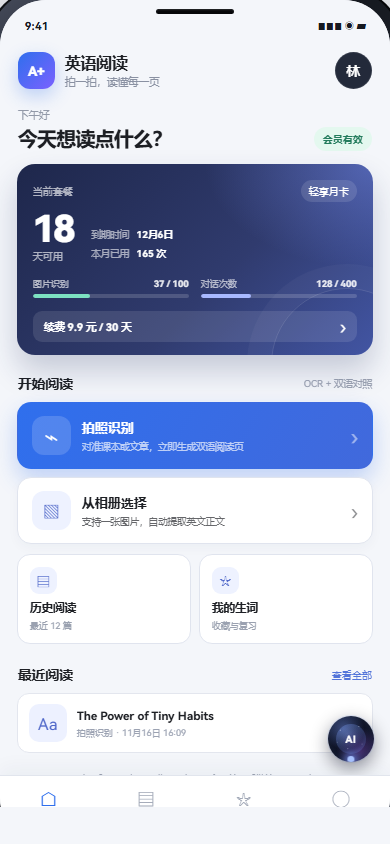 9:41
A+
英语阅读
拍一拍，读懂每一页
林
下午好
今天想读点什么？
会员有效
当前套餐
轻享月卡
18
天可用
到期时间 12月6日
本月已用 165 次
图片识别 37 / 100
对话次数 128 / 400
续费 9.9 元 / 30 天
开始阅读
OCR + 双语对照
拍照识别
对准课本或文章，立即生成双语阅读页
从相册选择
支持一张图片，自动提取英文正文
历史阅读
最近 12 篇
我的生词
收藏与复习
最近阅读
查看全部
Aa
The Power of Tiny Habits
拍照识别 · 11月16日 16:09
AI